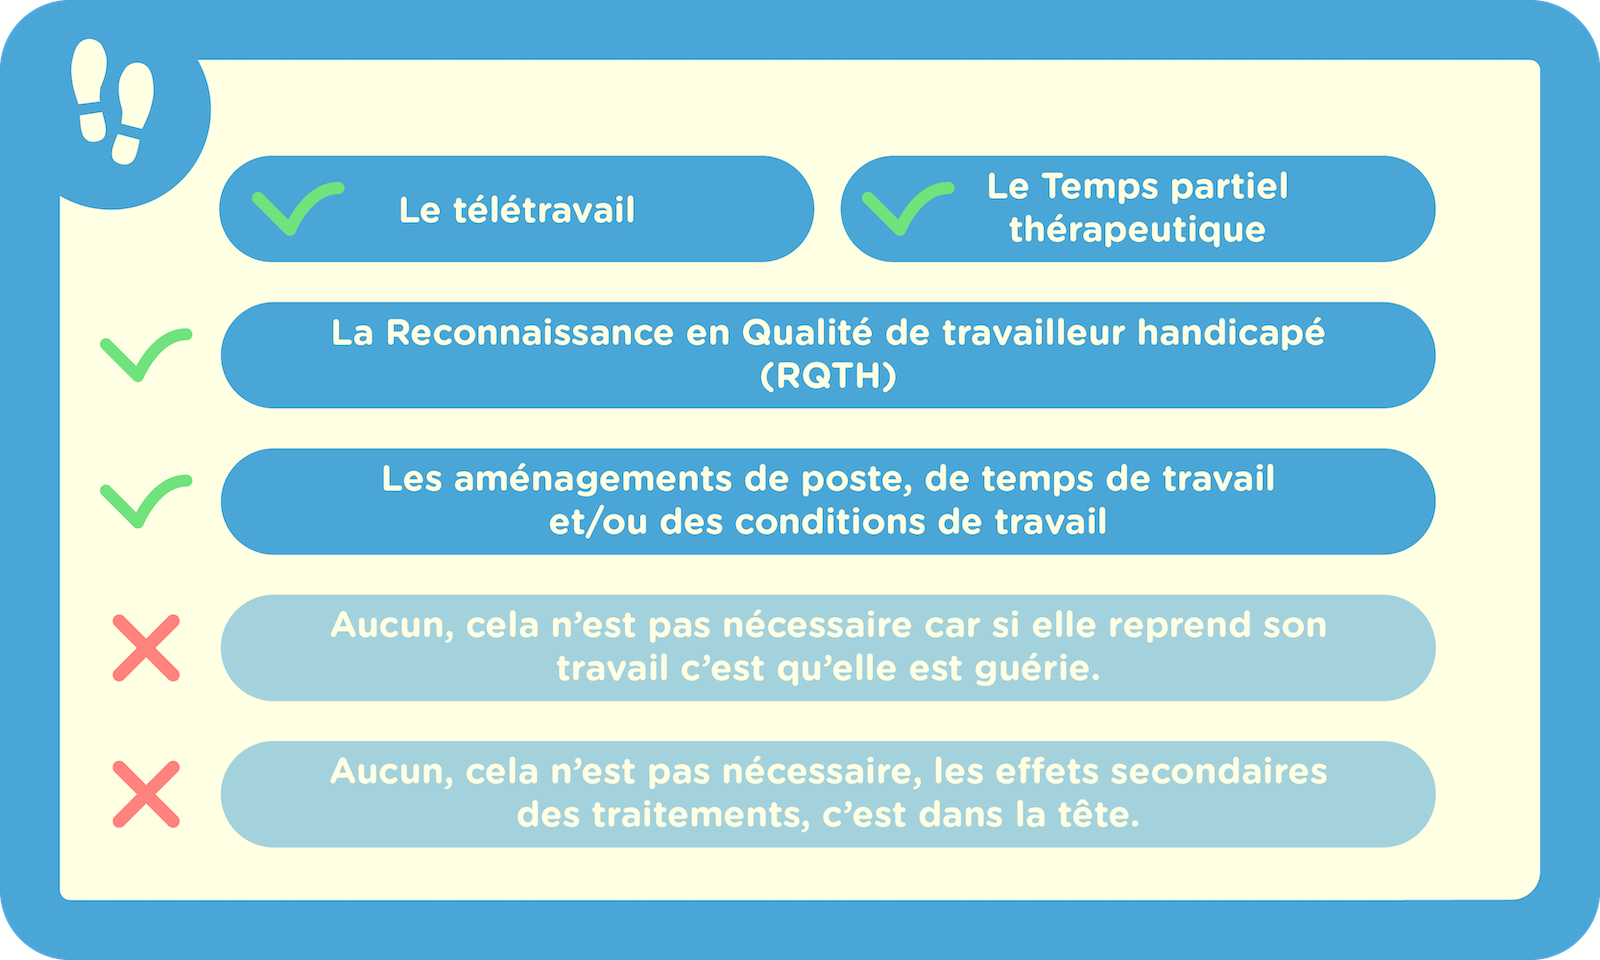 Le télétravail
Le Temps partiel
thérapeutique
La Reconnaissance en Qualité de travailleur handicapé
(RQTH)
Les aménagements de poste, de temps de travail
et/ou des conditions de travail
Aucun, cela n’est pas nécessaire car si elle reprend son
travail c’est qu’elle est guérie.
Aucun, cela n’est pas nécessaire, les effets secondaires
des traitements, c’est dans la tête.